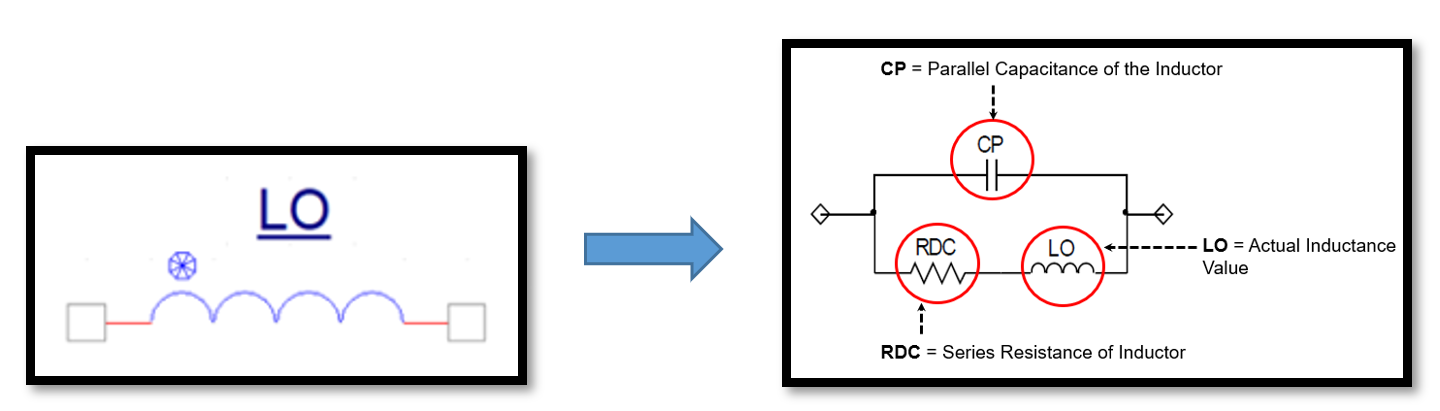 LO
CP = Parallel Capacitance of the Inductor
CP
RDC
LO
LO = Actual Inductance
Value
RDC = Series Resistance of Inductor